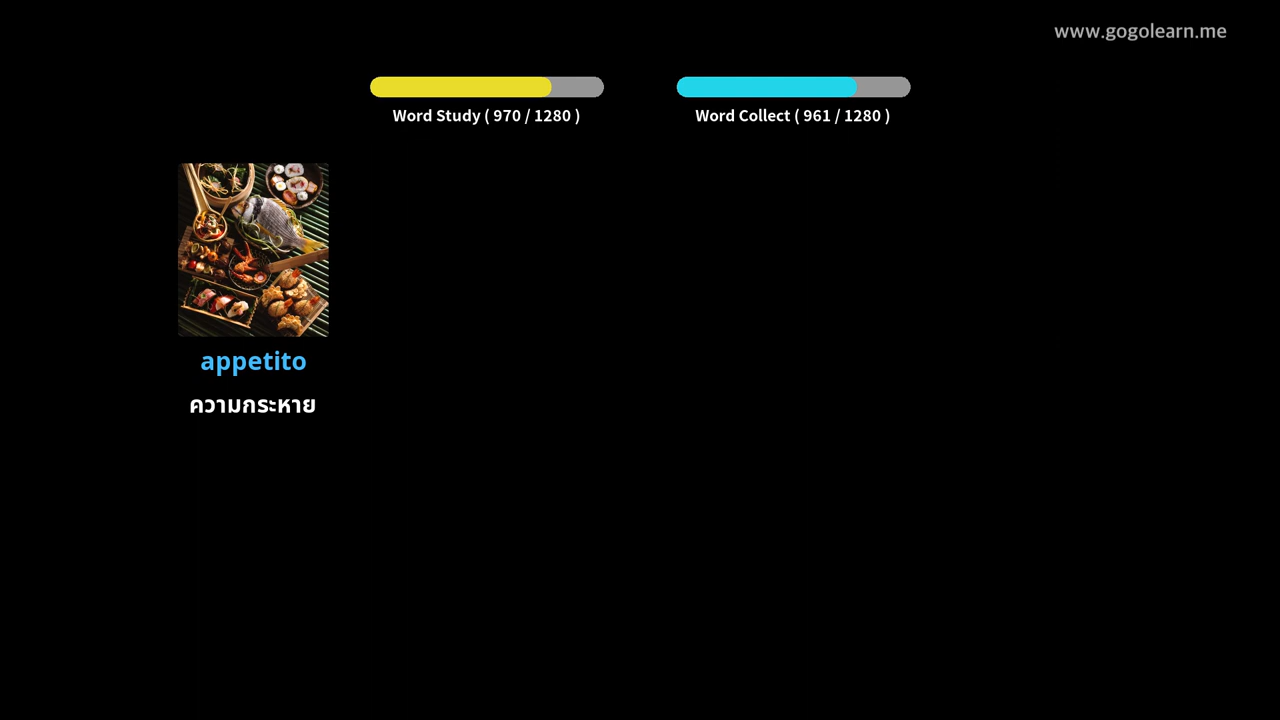 www.gogolearn.me
Word Study ( 970 / 1280 )
Word Collect ( 961 / 1280 )
appetito
ความกระหาย